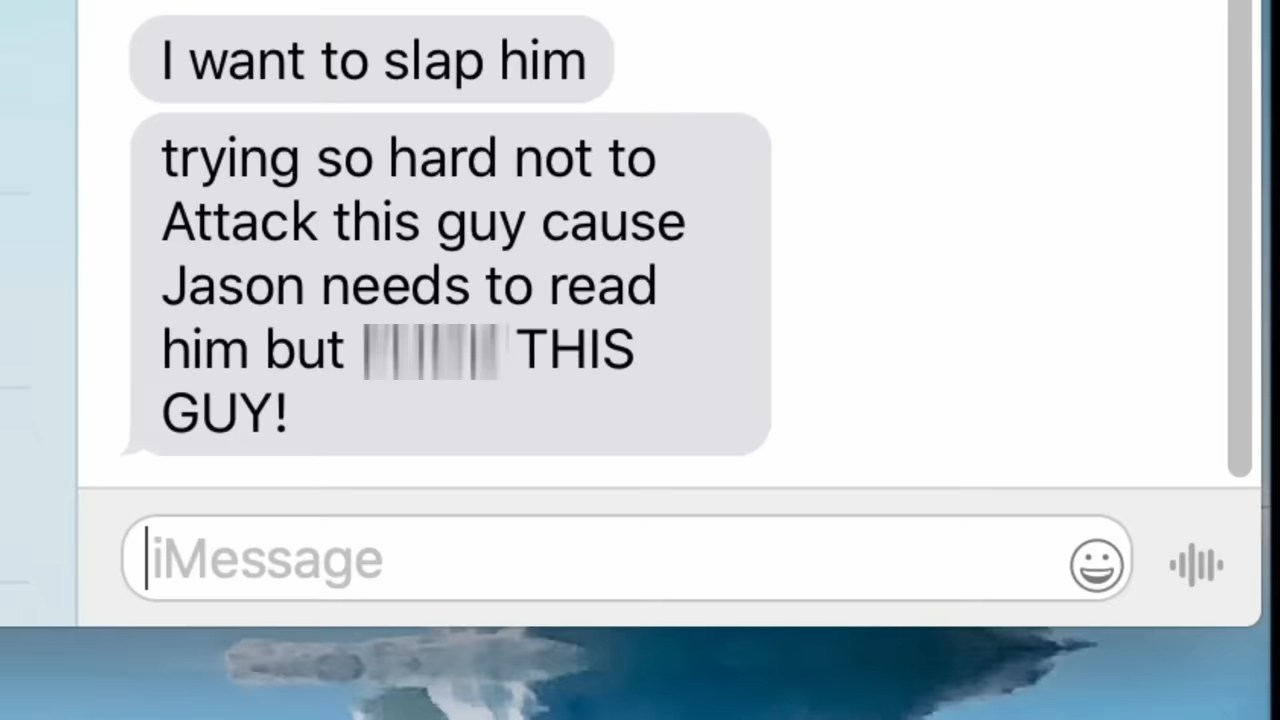 I want to slap him
trying so hard not to
Attack this guy cause
Jason needs to read
him but THIS
GUY!
iMessage